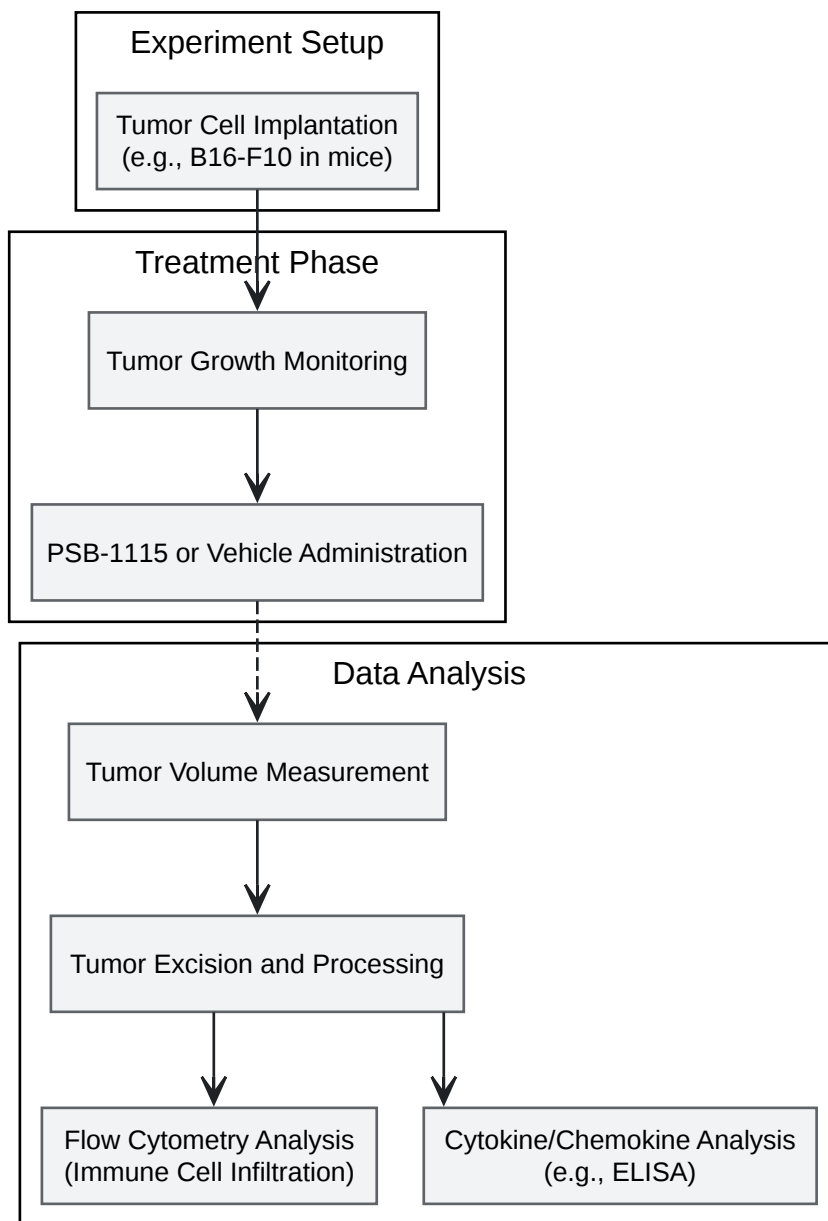 Experiment Setup
Tumor Cell Implantation
(e.g., B16-F10 in mice)
Treatment Phase
Tumor Growth Monitoring
PSB-1115 or Vehicle Administration
Data Analysis
Tumor Volume Measurement
Tumor Excision and Processing
Flow Cytometry Analysis
(Immune Cell Infiltration)
Cytokine/Chemokine Analysis
(e.g., ELISA)